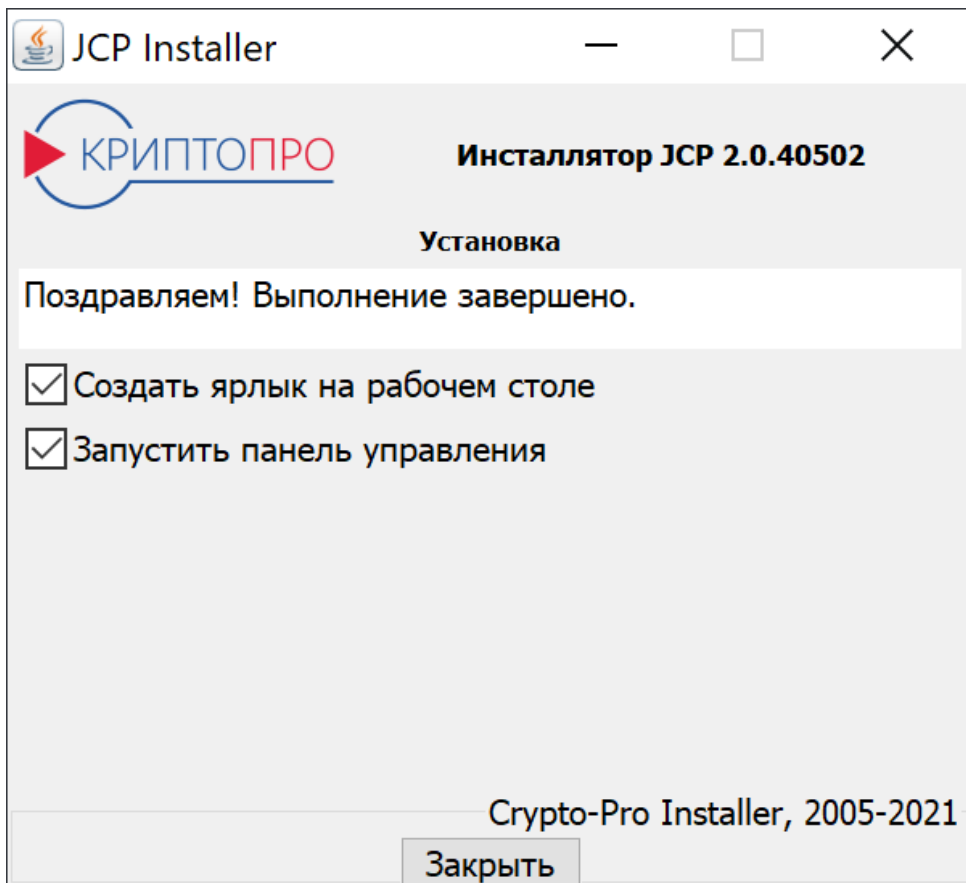 JCP Installer
КРИПТОПРО
Инсталлятор JCP 2.0.40502
Установка
Поздравляем! Выполнение завершено.
Создать ярлык на рабочем столе
Запустить панель управления
Crypto-Pro Installer, 2005-2021
Закрыть